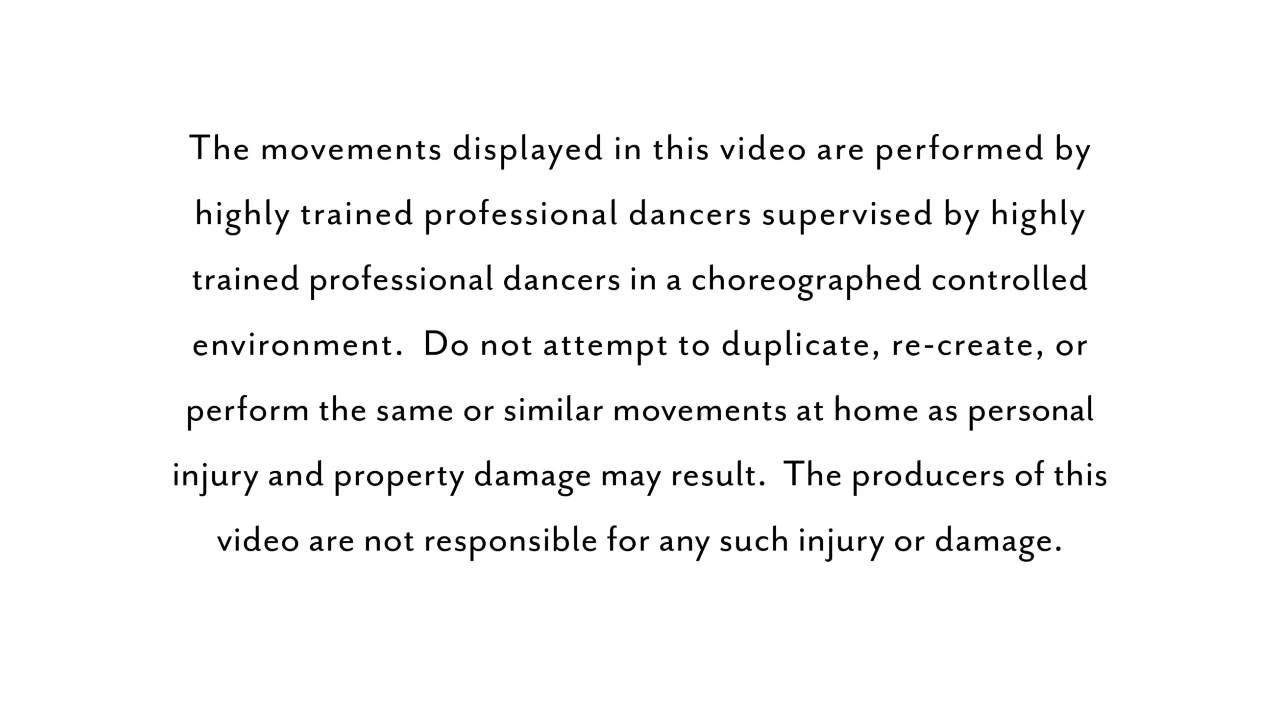 The movements displayed in this video are performed by
highly trained professional dancers supervised by highly
trained professional dancers in a choreographed controlled
environment.  Do not attempt to duplicate, re-create, or
perform the same or similar movements at home as personal
injury and property damage may result.  The producers of this
video are not responsible for any such injury or damage.